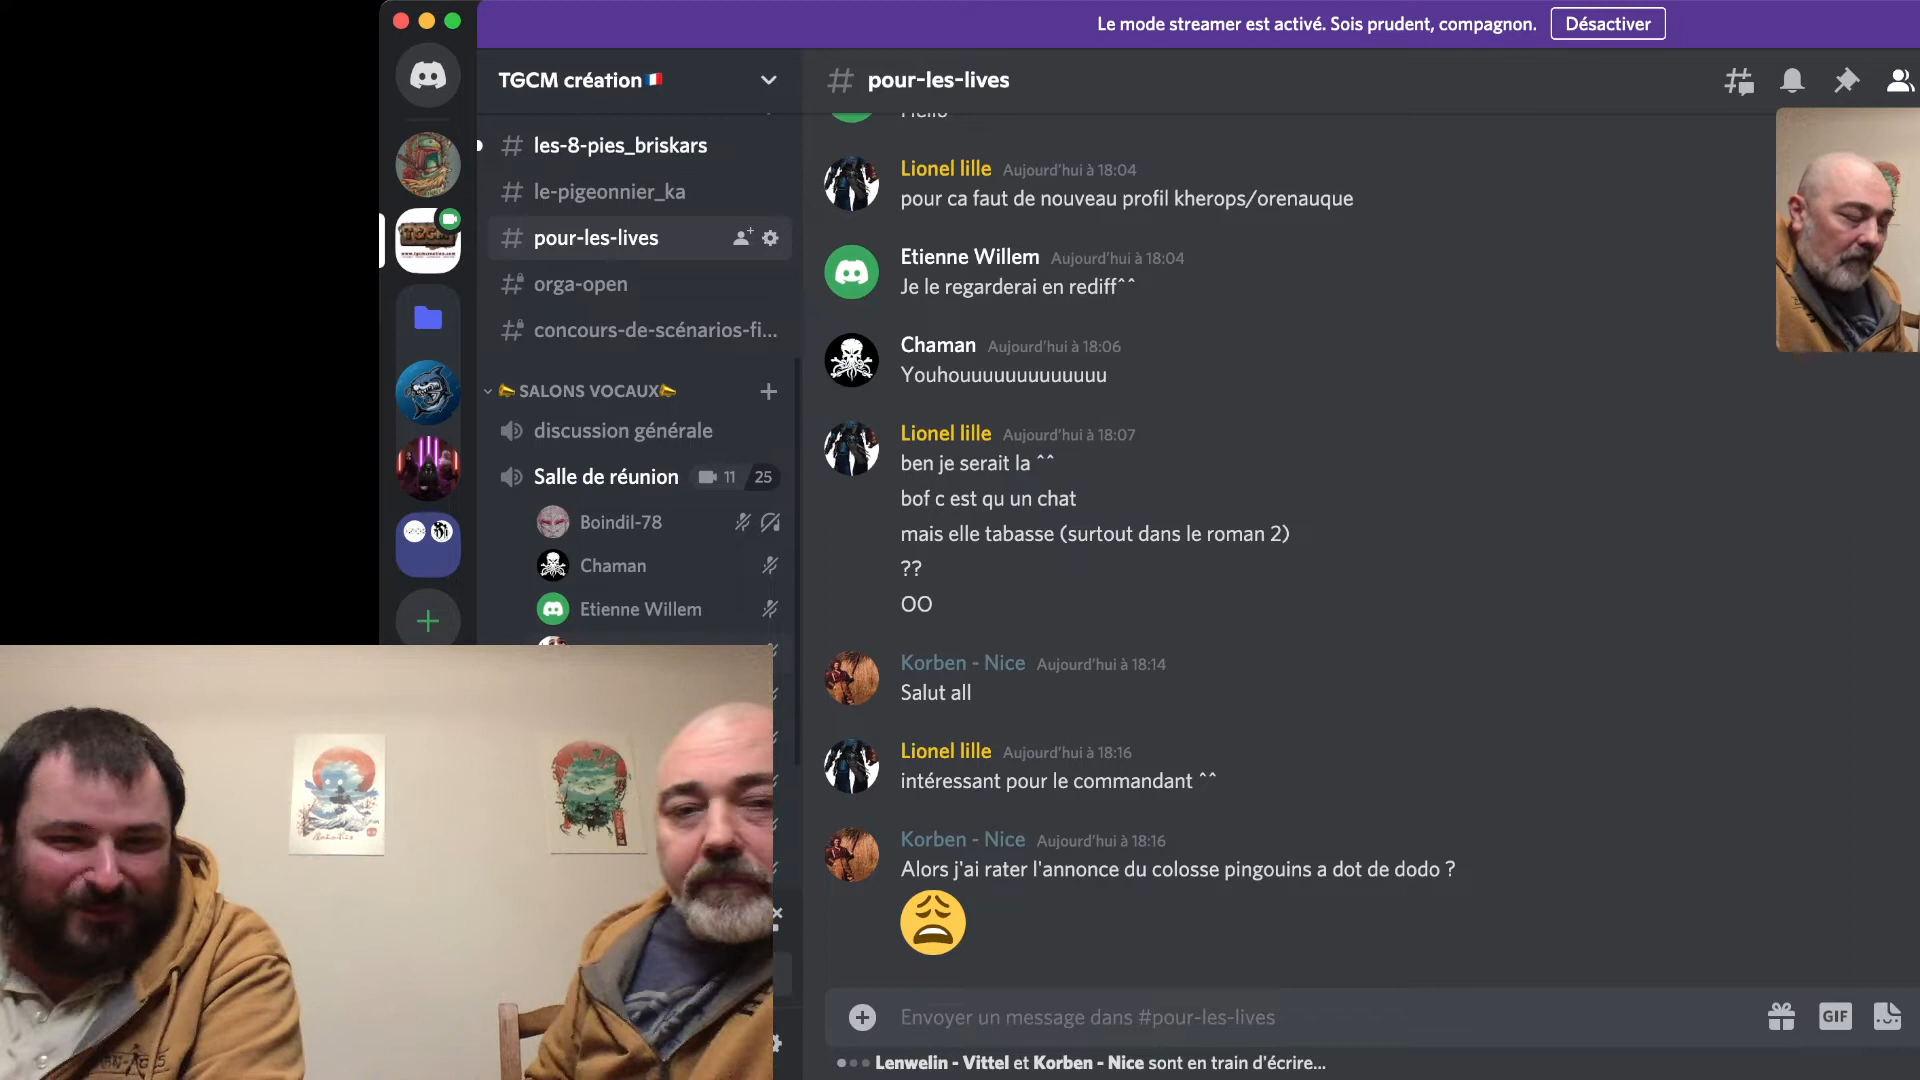 Le mode streamer est activé. Sois prudent, compagnon.
Désactiver
TGCM création
les-8-pies_briskars
le-pigeonnier_ka
pour-les-lives
orga-open
concours-de-scénarios-fi...
SALONS VOCAUX
discussion générale
Salle de réunion 11 25
Boindil-78
Chaman
Etienne Willem
# pour-les-lives
Hello
Lionel lille Aujourd'hui à 18:04
pour ca faut de nouveau profil kherops/orenauque
Etienne Willem Aujourd'hui à 18:04
Je le regarderai en rediff^^
Chaman Aujourd'hui à 18:06
Youhouuuuuuuuuuuuu
Lionel lille Aujourd'hui à 18:07
ben je serait la ^^
bof c est qu un chat
mais elle tabasse (surtout dans le roman 2)
??
OO
Korben - Nice Aujourd'hui à 18:14
Salut all
Lionel lille Aujourd'hui à 18:16
intéressant pour le commandant ^^
Korben - Nice Aujourd'hui à 18:16
Alors j'ai rater l'annonce du colosse pingouins a dot de dodo ?
Envoyer un message dans #pour-les-lives
GIF
Lenwelin - Vittel et Korben - Nice sont en train d'écrire...